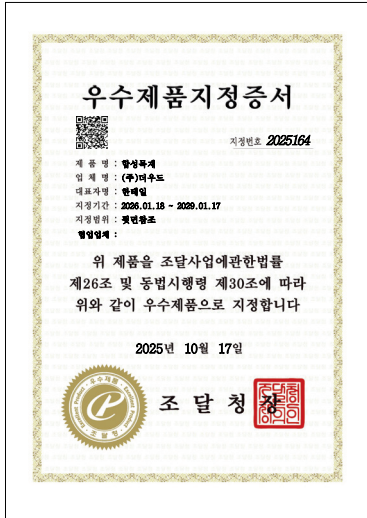 우수제품지정증서
지정번호 2025164
제 품 명 : 합성목재
업 체 명 : (주)더우드
대표자명 : 한태일
지정기간 : 2026.01.18 ~ 2029.01.17
지정범위 : 뒷면참조
협업업체 :
위 제품을 조달사업에관한법률
제26조 및 동법시행령 제30조에 따라
위와 같이 우수제품으로 지정합니다
2025년 10월 17일
조 달 청 장
· 우수제품 ·
Excellent Product
조달청